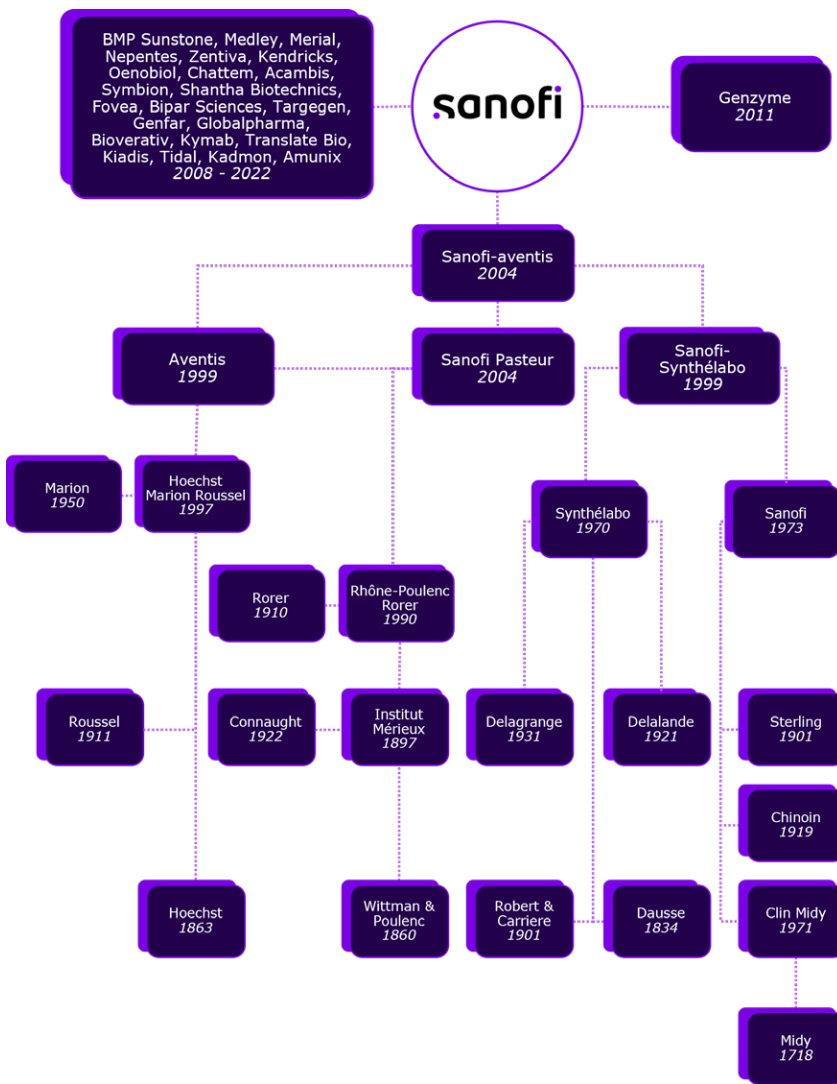 BMP Sunstone, Medley, Merial,
Nepentes, Zentiva, Kendricks,
Oenobiol, Chattem, Acambis,
Symbion, Shantha Biotechnics,
Fovea, Bipar Sciences, Targegen,
Genfar, Globalpharma,
Bioverativ, Kymab, Translate Bio,
Kiadis, Tidal, Kadmon, Amunix
2008 - 2022
sanofi
Genzyme
2011
Sanofi-aventis
2004
Aventis
1999
Sanofi Pasteur
2004
Sanofi-
Synthélabo
1999
Marion
1950
Hoechst
Marion Roussel
1997
Synthélabo
1970
Sanofi
1973
Rorer
1910
Rhône-Poulenc
Rorer
1990
Roussel
1911
Connaught
1922
Institut
Mérieux
1897
Delagrange
1931
Delalande
1921
Sterling
1901
Chinoin
1919
Hoechst
1863
Wittman &
Poulenc
1860
Robert &
Carriere
1901
Dausse
1834
Clin Midy
1971
Midy
1718